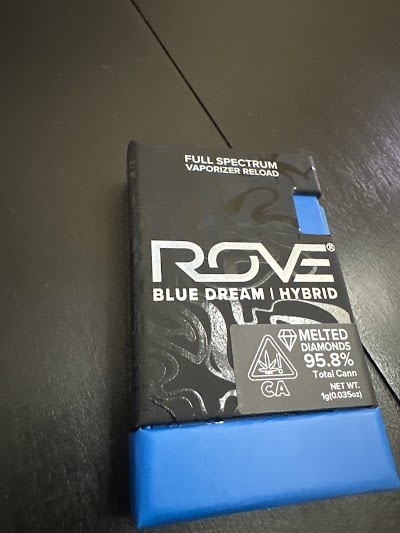 FULL SPECTRUM
VAPORIZER RELOAD
ROVE®
BLUE DREAM | HYBRID
MELTED
DIAMONDS
95.8%
Total Cann
NET WT.
1g(0.035oz)
CA